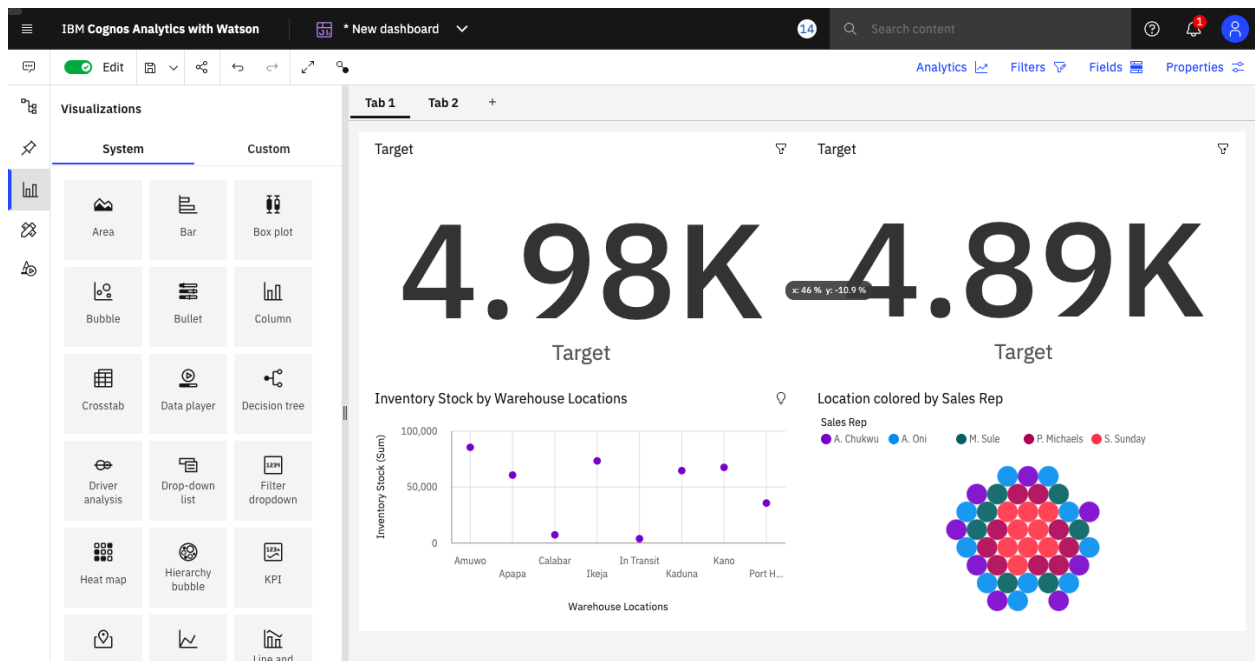 IBM Cognos Analytics with Watson
* New dashboard
14
Search content
1
Edit
Analytics
Filters
Fields
Properties
Visualizations
System Custom
Area Bar Box plot
Bubble Bullet Column
Crosstab Data player Decision tree
Driver analysis
Drop-down list
Filter dropdown
Heat map
Hierarchy bubble
KPI
Line and
Tab 1 Tab 2 +
Target
4.98K
Target
Target
4.89K
Target
x: 46 % y: -10.9 %
Inventory Stock by Warehouse Locations
Inventory Stock (Sum)
100,000
50,000
0
Amuwo Calabar In Transit Kano
Apapa Ikeja Kaduna Port H...
Warehouse Locations
Location colored by Sales Rep
Sales Rep
A. Chukwu A. Oni M. Sule P. Michaels S. Sunday